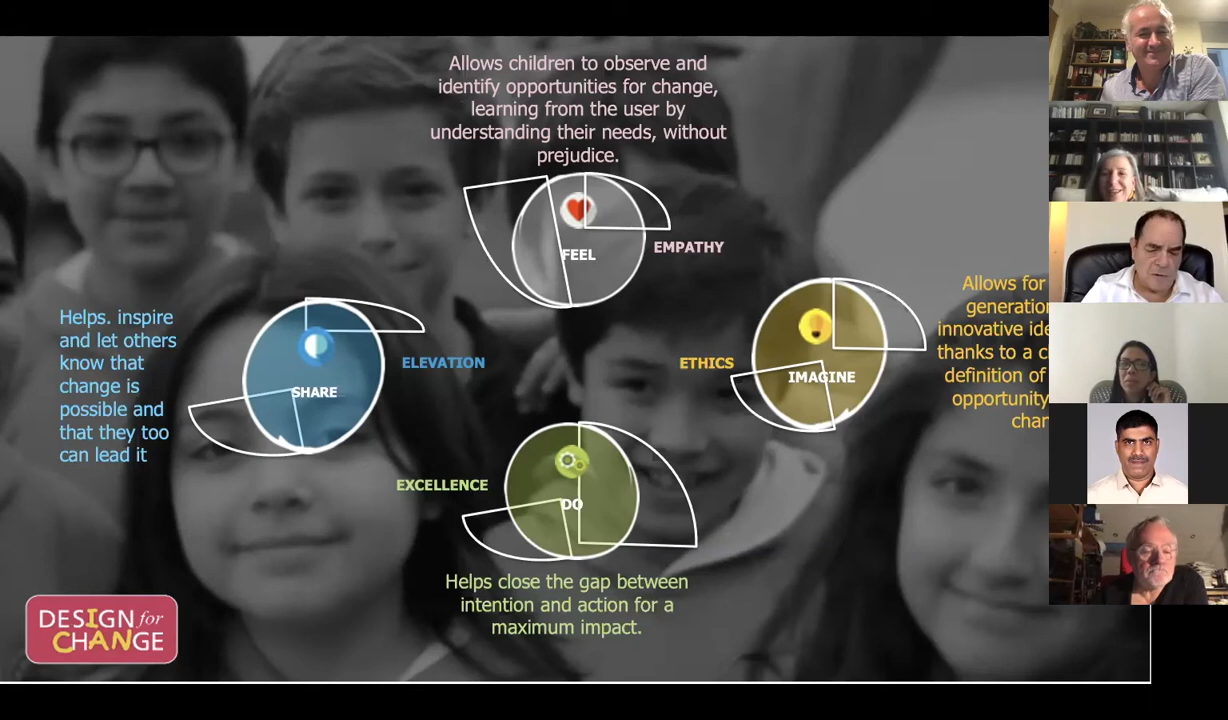 Allows children to observe and
identify opportunities for change,
learning from the user by
understanding their needs, without
prejudice.
FEEL
EMPATHY
Helps. inspire
and let others
know that
change is
possible and
that they too
can lead it
SHARE
ELEVATION
ETHICS
IMAGINE
Allows for
generation
innovative
thanks to a
definition of
opportunity
EXCELLENCE
DO
Helps close the gap between
intention and action for a
maximum impact.
DESIGN for
CHANGE